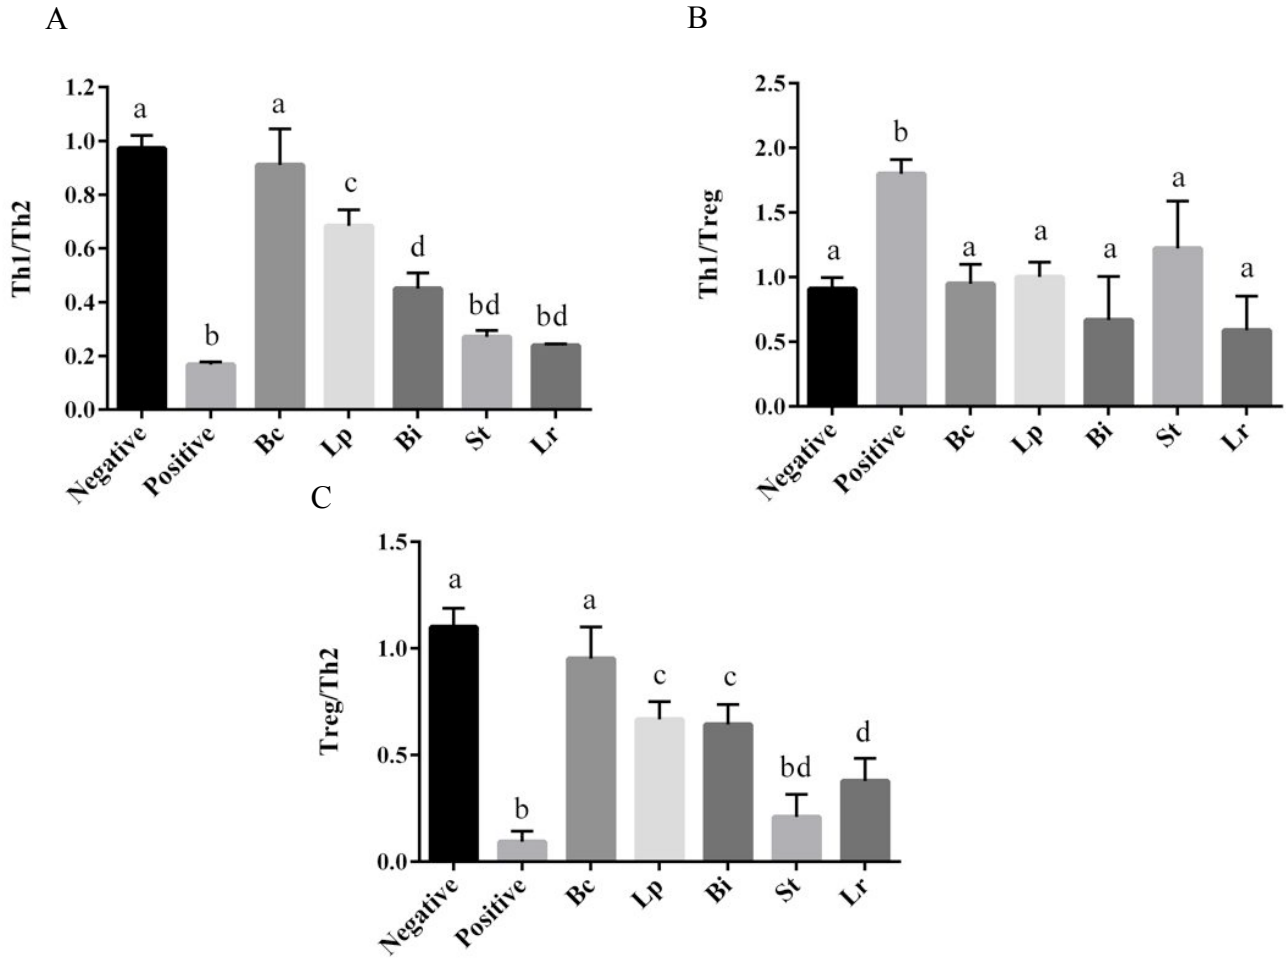 A
Th1/Th2
1.2
1.0
0.8
0.6
0.4
0.2
0.0
a
b
a
c
d
bd
bd
Negative
Positive
Bc
Lp
Bi
St
Lr
B
Th1/Treg
2.5
2.0
1.5
1.0
0.5
0.0
a
b
a
a
a
a
a
Negative
Positive
Bc
Lp
Bi
St
Lr
C
Treg/Th2
1.5
1.0
0.5
0.0
a
b
a
c
c
bd
d
Negative
Positive
Bc
Lp
Bi
St
Lr